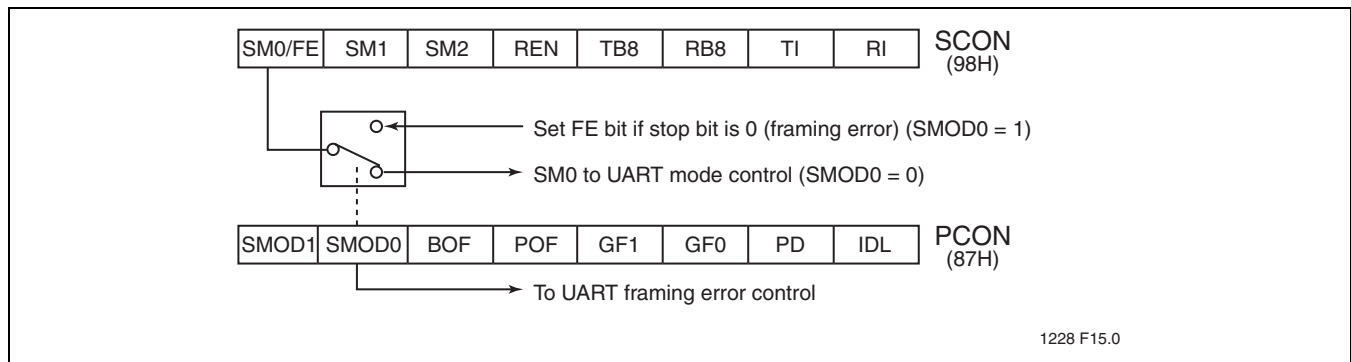 SM0/FE SM1 SM2 REN TB8 RB8 TI RI SCON
(98H)
Set FE bit if stop bit is 0 (framing error) (SMOD0 = 1)
SM0 to UART mode control (SMOD0 = 0)
SMOD1 SMOD0 BOF POF GF1 GF0 PD IDL PCON
(87H)
To UART framing error control
1228 F15.0